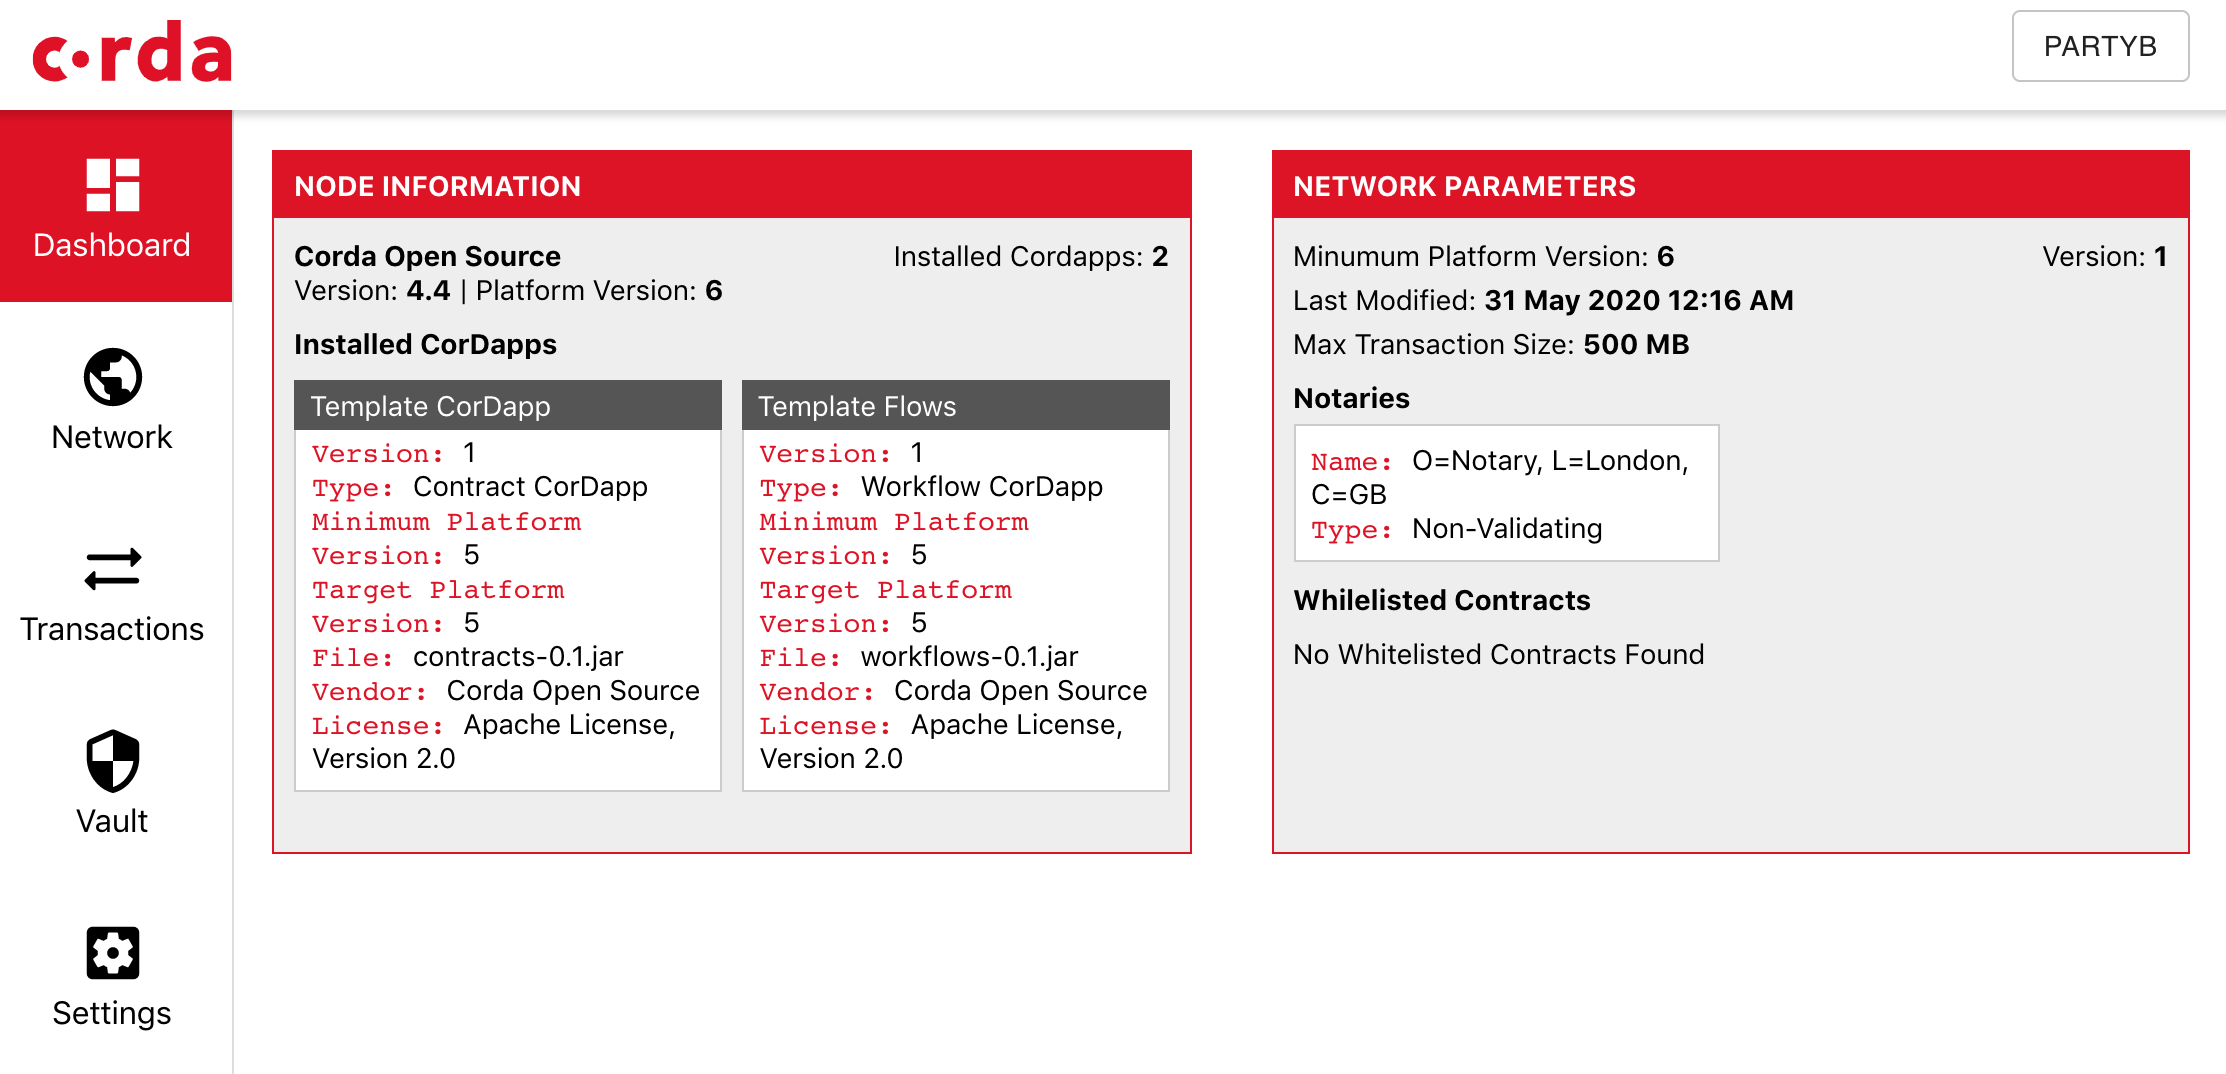 corda
PARTYB
Dashboard
Network
Transactions
Vault
Settings
NODE INFORMATION
Corda Open Source
Installed Cordapps: 2
Version: 4.4 | Platform Version: 6
Installed CorDapps
Template CorDapp
Version: 1
Type: Contract CorDapp
Minimum Platform
Version: 5
Target Platform
Version: 5
File: contracts-0.1.jar
Vendor: Corda Open Source
License: Apache License,
Version 2.0
Template Flows
Version: 1
Type: Workflow CorDapp
Minimum Platform
Version: 5
Target Platform
Version: 5
File: workflows-0.1.jar
Vendor: Corda Open Source
License: Apache License,
Version 2.0
NETWORK PARAMETERS
Minumum Platform Version: 6
Version: 1
Last Modified: 31 May 2020 12:16 AM
Max Transaction Size: 500 MB
Notaries
Name: O=Notary, L=London,
C=GB
Type: Non-Validating
Whilelisted Contracts
No Whitelisted Contracts Found